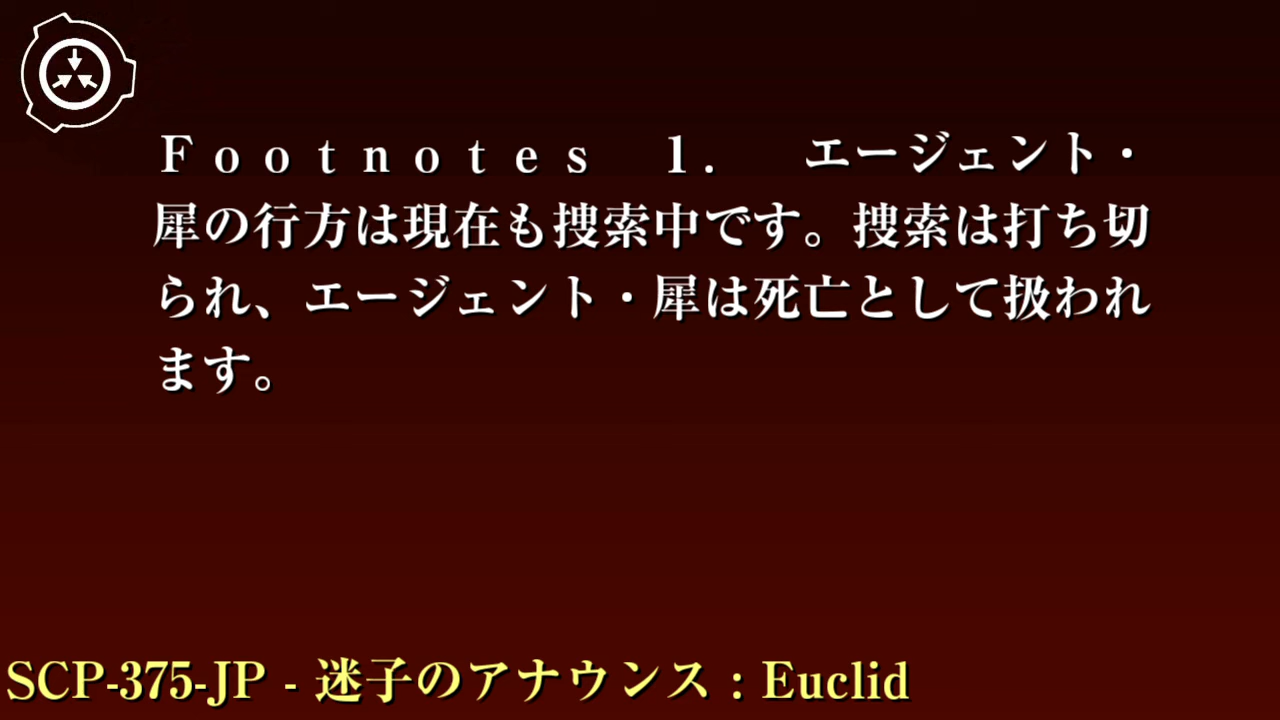 Footnotes 1. エージェント・
犀の行方は現在も捜索中です。捜索は打ち切
られ、エージェント・犀は死亡として扱われ
ます。
SCP-375-JP - 迷子のアナウンス : Euclid